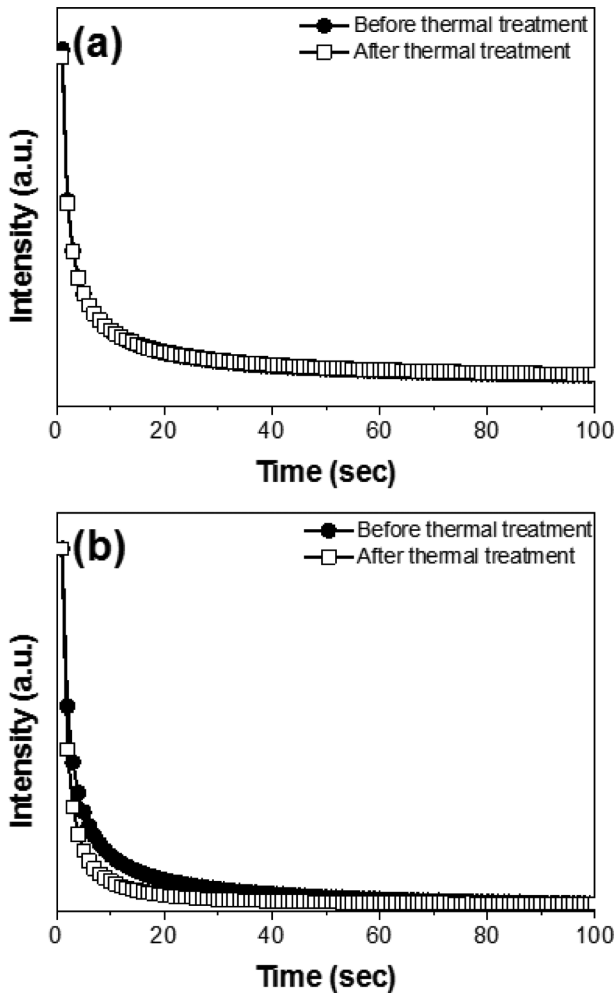 (a)
Before thermal treatment
After thermal treatment
Intensity (a.u.)
0 20 40 60 80 100
Time (sec)
(b)
Before thermal treatment
After thermal treatment
Intensity (a.u.)
0 20 40 60 80 100
Time (sec)